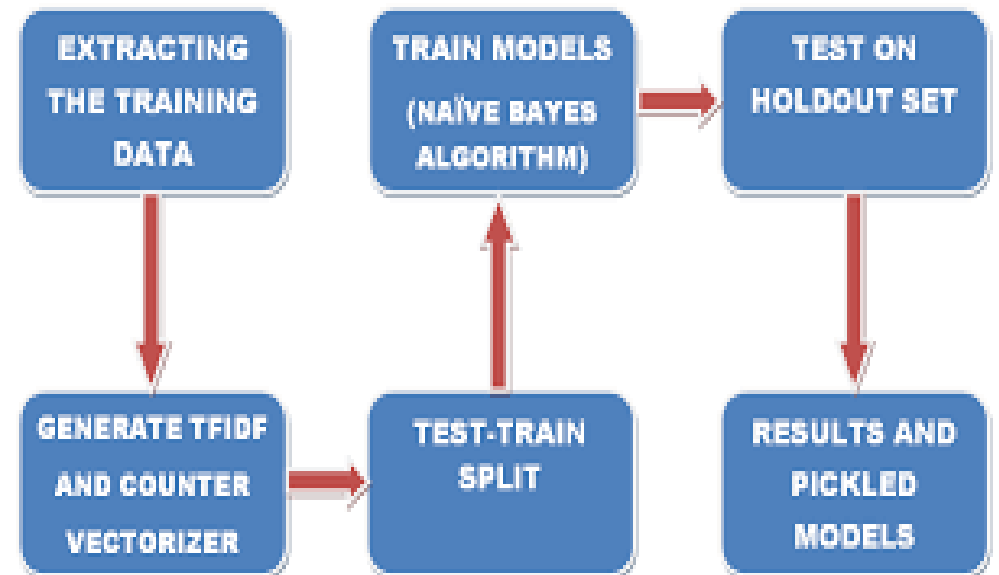 EXTRACTING
THE TRAINING
DATA
GENERATE TFIDF
AND COUNTER
VECTORIZER
TEST-TRAIN
SPLIT
TRAIN MODELS
(NAÏVE BAYES
ALGORITHM)
TEST ON
HOLDOUT SET
RESULTS AND
PICKLED
MODELS